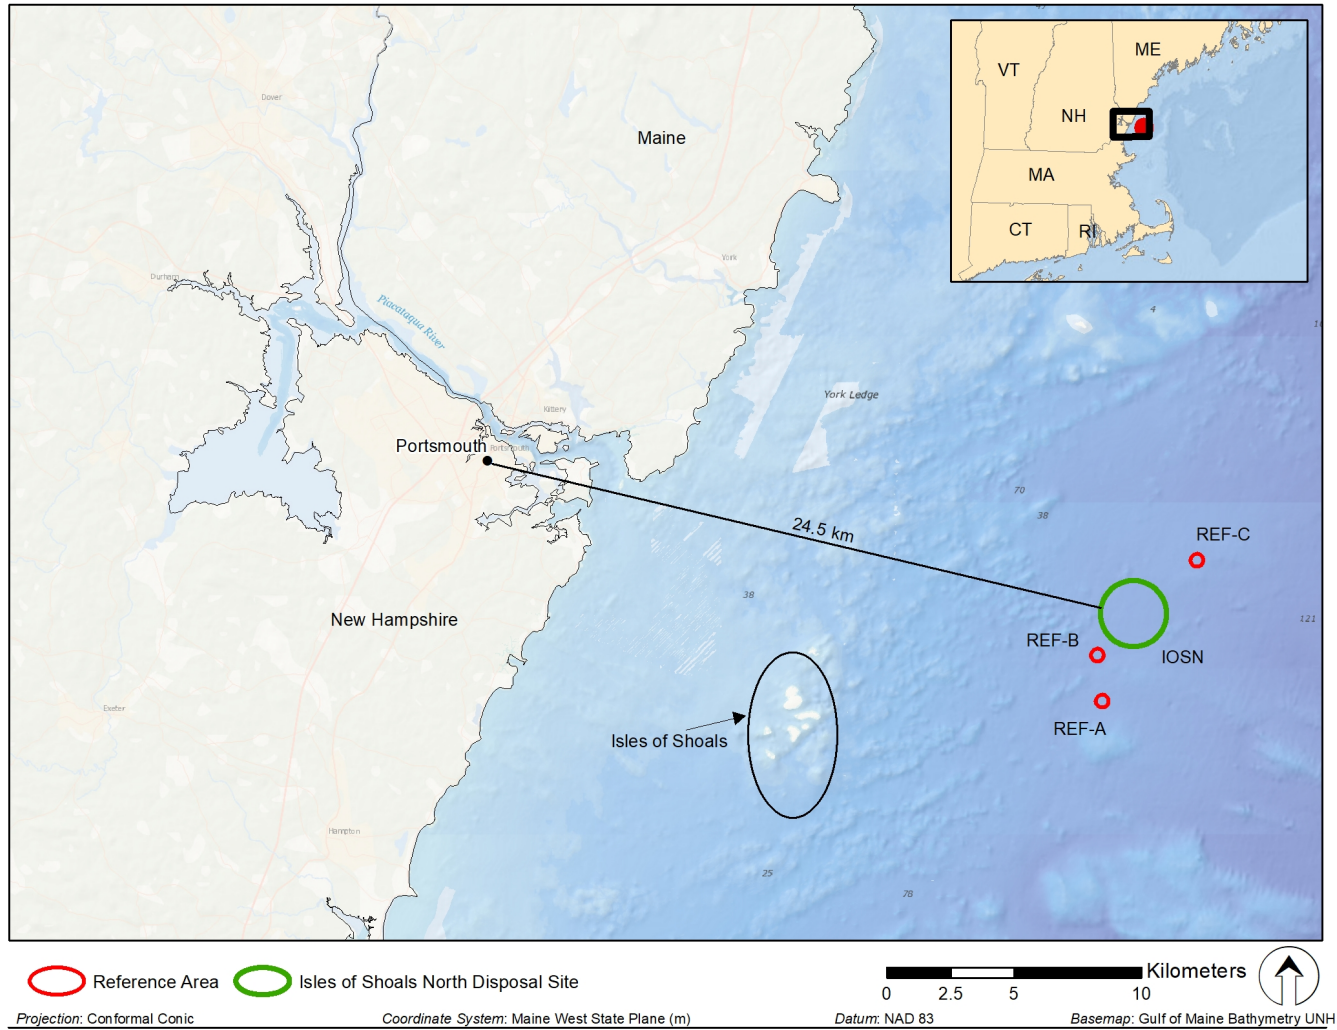 ME
VT
NH
MA
CT
RI
Dover
Maine
York
Durham
Piscataqua River
4
York Ledge
Kittery
Portsmouth
Portsmouth
70
38
24.5 km
REF-C
38
New Hampshire
121
REF-B
IOSN
Exeter
REF-A
Isles of Shoals
Hampton
25
78
Reference Area
Isles of Shoals North Disposal Site
Kilometers
0 2.5 5 10
Projection: Conformal Conic
Coordinate System: Maine West State Plane (m)
Datum: NAD 83
Basemap: Gulf of Maine Bathymetry UNH